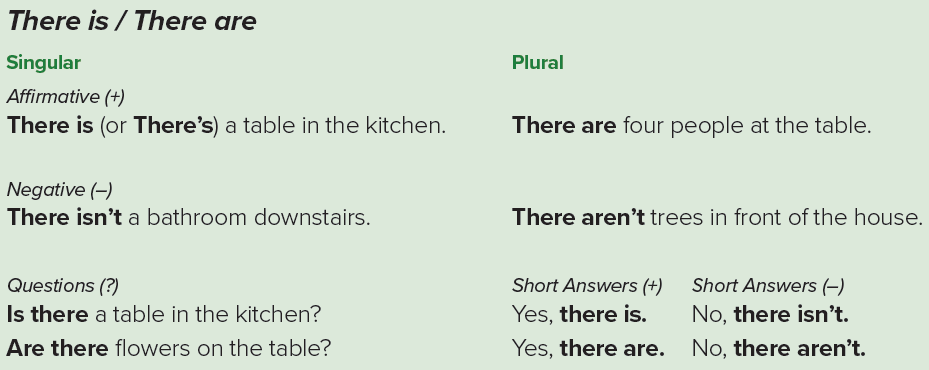 There is / There are
Singular Plural
Affirmative (+)
There is (or There’s) a table in the kitchen. There are four people at the table.
Negative (–)
There isn’t a bathroom downstairs. There aren’t trees in front of the house.
Questions (?) Short Answers (+) Short Answers (–)
Is there a table in the kitchen? Yes, there is. No, there isn’t.
Are there flowers on the table? Yes, there are. No, there aren’t.